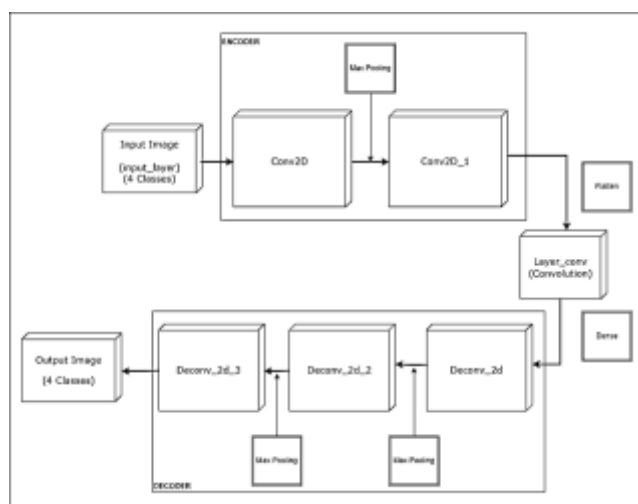 ENCODER
Max Pooling
Input Image
(input_layer)
(4 Classes)
Conv2D
Conv2D_1
Flatten
Layer_conv
(Convolution)
Dense
Output Image
(4 Classes)
Deconv_2d_3
Deconv_2d_2
Deconv_2d
Max Pooling
Max Pooling
DECODER